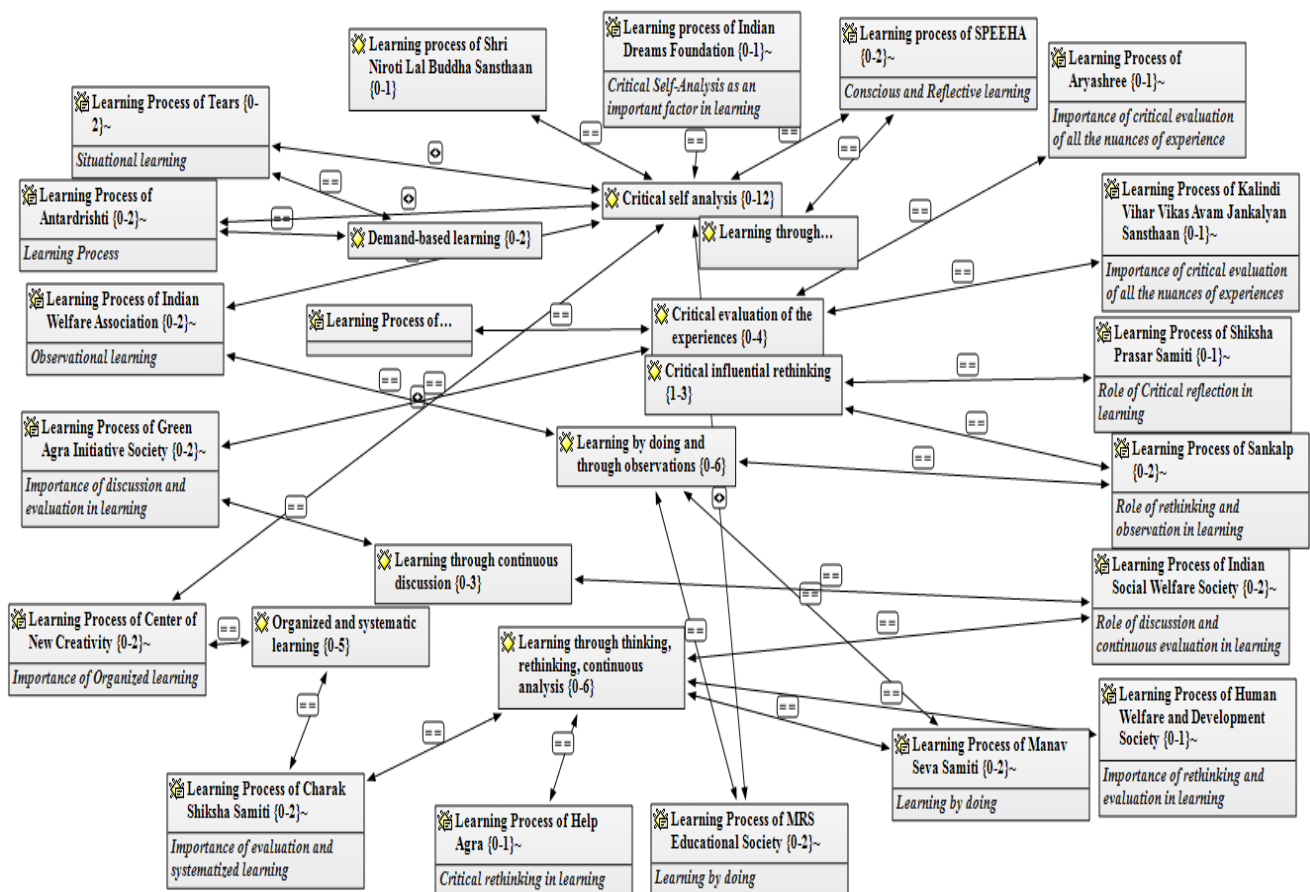 Learning process of Shri
Niroti Lal Buddha Sansthaan
{0-1}
Learning process of Indian
Dreams Foundation {0-1}~
Critical Self-Analysis as an
important factor in learning
Learning process of SPEEHA
{0-2}~
Conscious and Reflective learning
Learning Process of
Aryashree {0-1}~
Importance of critical evaluation
of all the nuances of experience
Learning Process of Tears {0-
2}~
Situational learning
Learning Process of
Antardrishti {0-2}~
Learning Process
Critical self analysis {0-12}
Learning through...
Demand-based learning {0-2}
Learning Process of Kalindi
Vihar Vikas Avam Jankalyan
Sansthaan {0-1}~
Importance of critical evaluation
of all the nuances of experiences
Learning Process of Indian
Welfare Association {0-2}~
Observational learning
Learning Process of...
Critical evaluation of the
experiences {0-4}
Critical influential rethinking
{1-3}
Learning Process of Shiksha
Prasar Samiti {0-1}~
Role of Critical reflection in
learning
Learning Process of Green
Agra Initiative Society {0-2}~
Importance of discussion and
evaluation in learning
Learning by doing and
through observations {0-6}
Learning Process of Sankalp
{0-2}~
Role of rethinking and
observation in learning
Learning through continuous
discussion {0-3}
Learning Process of Indian
Social Welfare Society {0-2}~
Role of discussion and
continuous evaluation in learning
Learning Process of Center of
New Creativity {0-2}~
Importance of Organized learning
Organized and systematic
learning {0-5}
Learning through thinking,
rethinking, continuous
analysis {0-6}
Learning Process of Human
Welfare and Development
Society {0-1}~
Importance of rethinking and
evaluation in learning
Learning Process of Manav
Seva Samiti {0-2}~
Learning by doing
Learning Process of Charak
Shiksha Samiti {0-2}~
Importance of evaluation and
systematized learning
Learning Process of Help
Agra {0-1}~
Critical rethinking in learning
Learning Process of MRS
Educational Society {0-2}~
Learning by doing